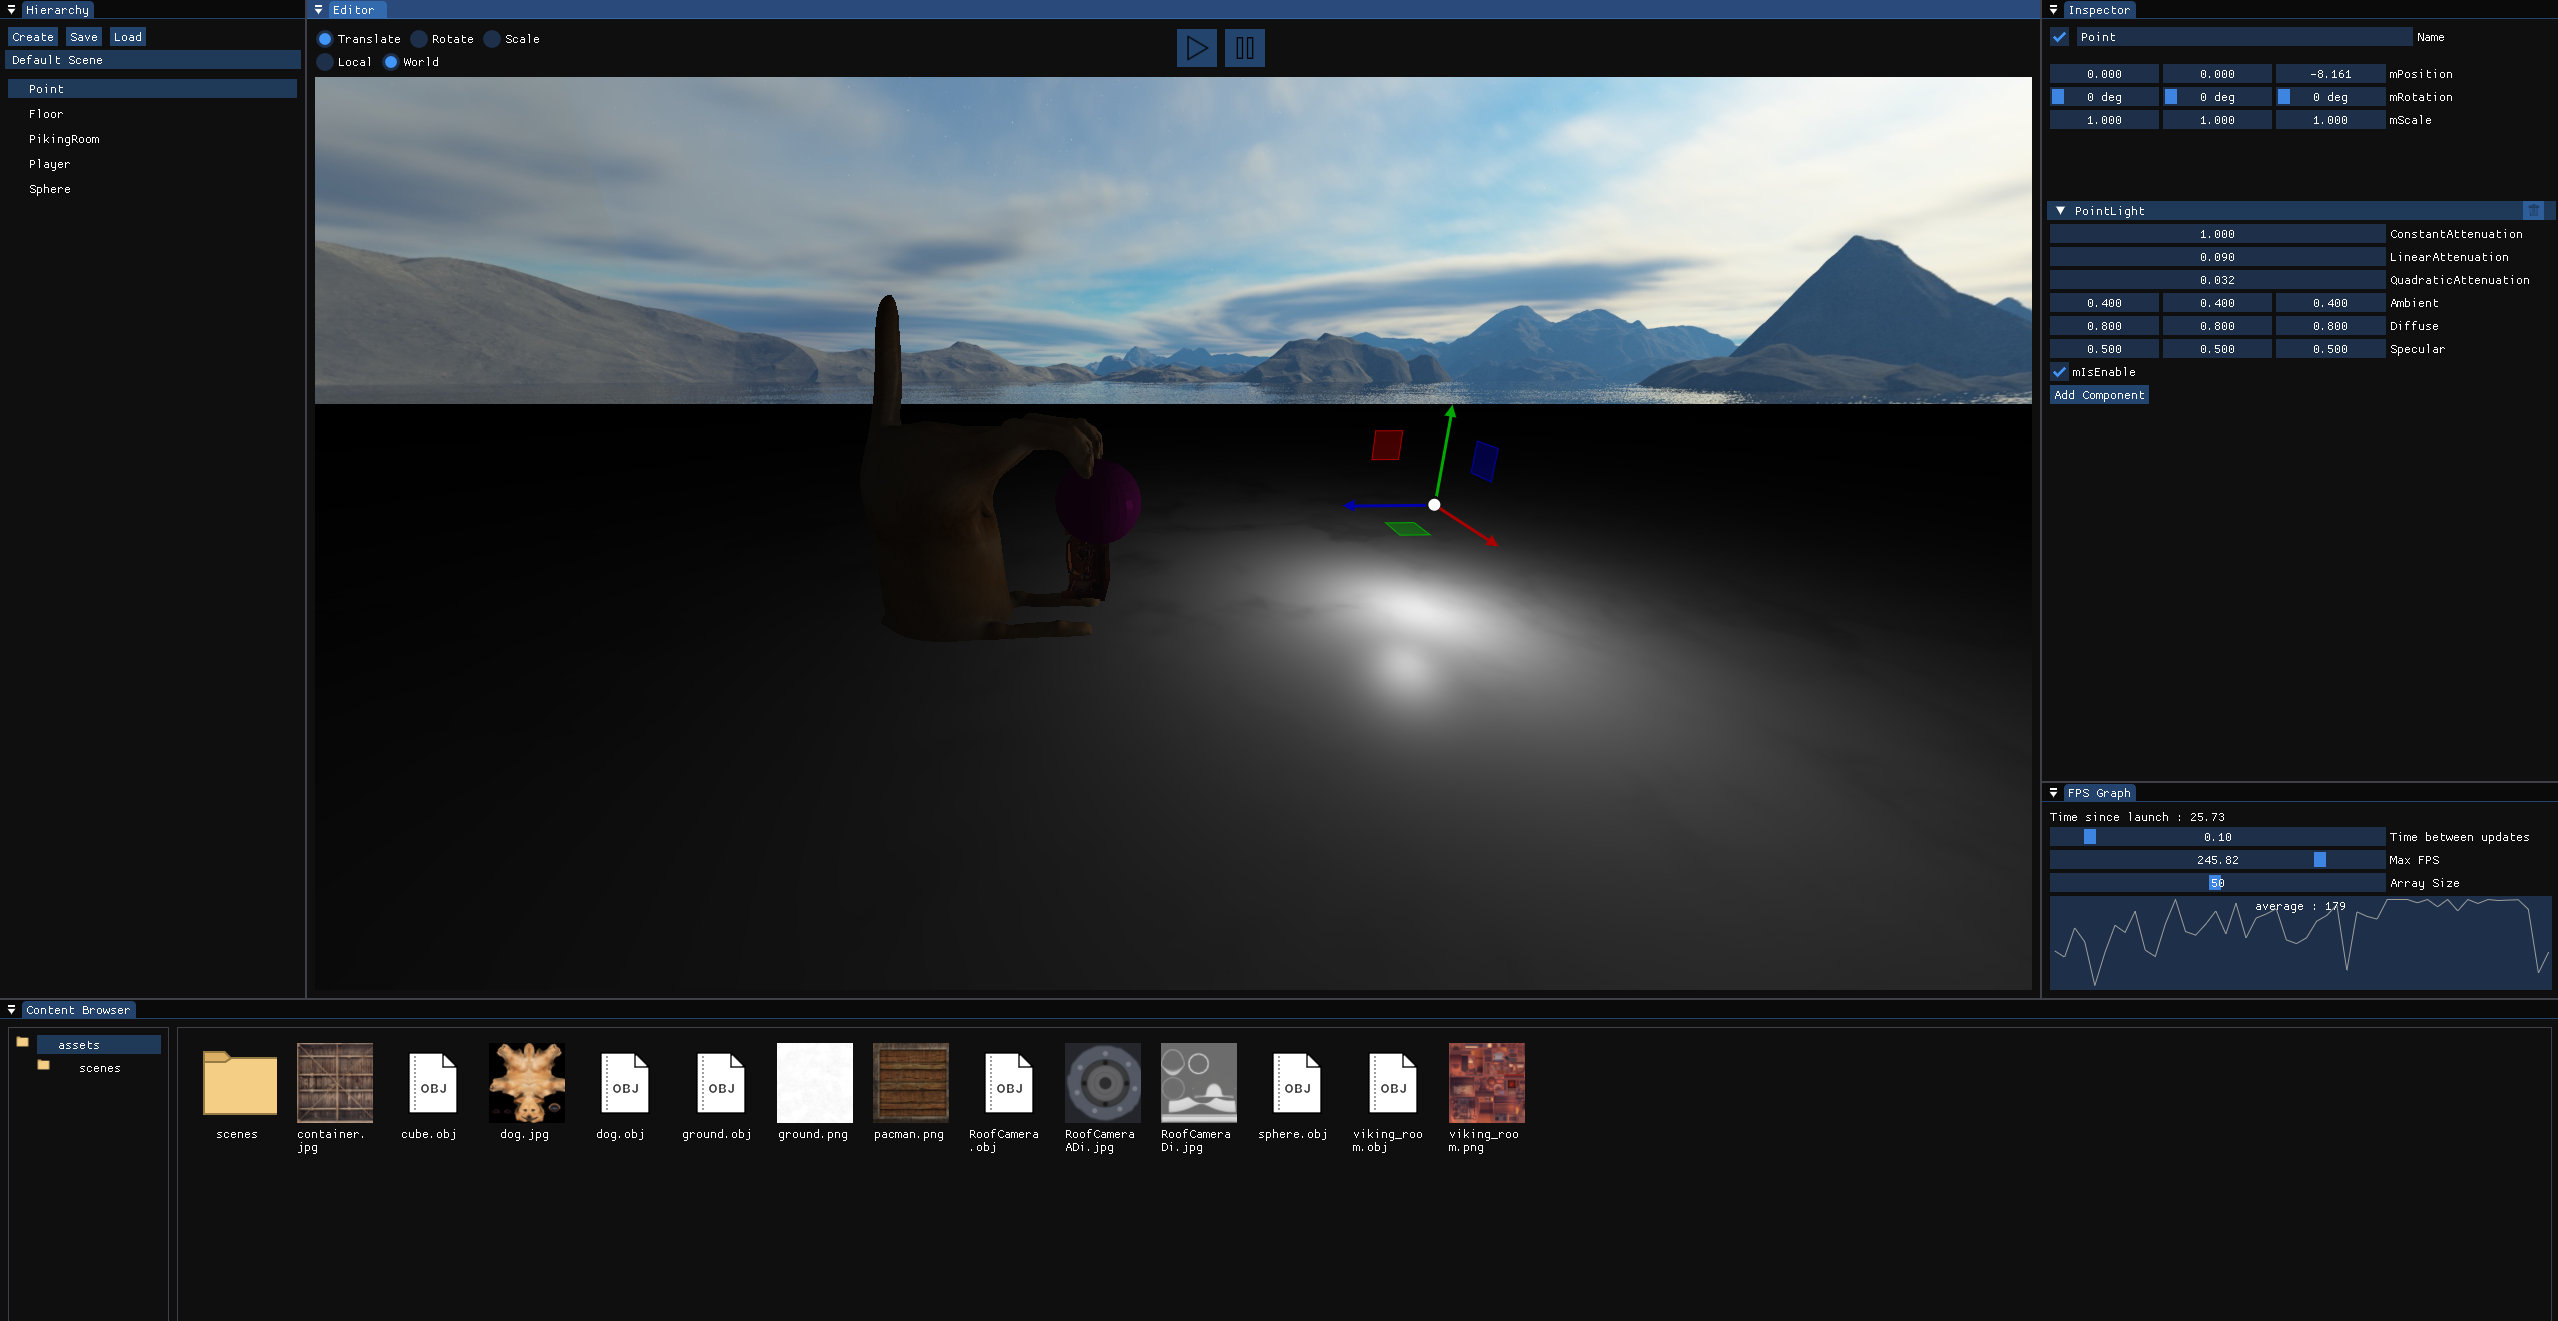 Hierarchy
Create Save Load
Default Scene
Point
Floor
PikingRoom
Player
Sphere
Editor
Translate Rotate Scale
Local World
Inspector
Point Name
0.000 0.000 -8.161 mPosition
0 deg 0 deg 0 deg mRotation
1.000 1.000 1.000 mScale
PointLight
1.000 ConstantAttenuation
0.090 LinearAttenuation
0.032 QuadraticAttenuation
0.400 0.400 0.400 Ambient
0.800 0.800 0.800 Diffuse
0.500 0.500 0.500 Specular
mIsEnable
Add Component
FPS Graph
Time since launch : 25.73
0.10 Time between updates
245.82 Max FPS
50 Array Size
average : 179
Content Browser
assets
scenes
OBJ OBJ OBJ OBJ OBJ OBJ
scenes
container.
jpg
cube.obj
dog.jpg
dog.obj
ground.obj
ground.png
pacman.png
RoofCamera
.obj
RoofCamera
ADi.jpg
RoofCamera
Di.jpg
sphere.obj
viking_roo
m.obj
viking_roo
m.png